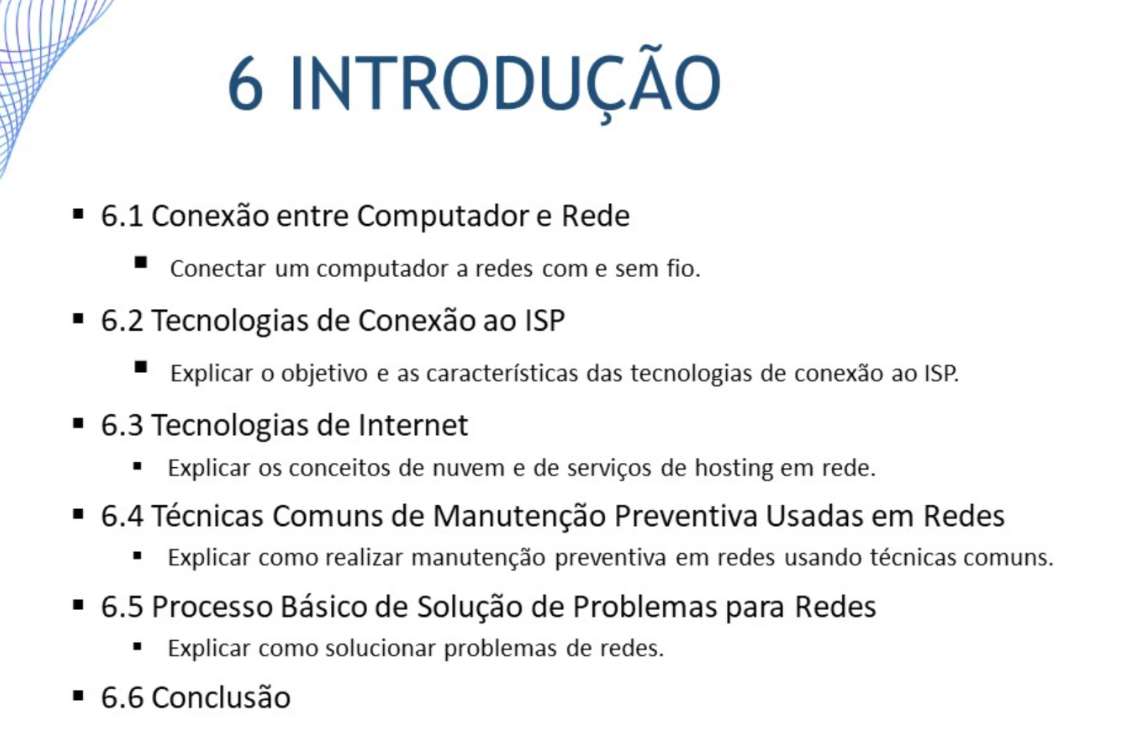 6 INTRODUÇÃO
6.1 Conexão entre Computador e Rede
Conectar um computador a redes com e sem fio.
6.2 Tecnologias de Conexão ao ISP
Explicar o objetivo e as características das tecnologias de conexão ao ISP.
6.3 Tecnologias de Internet
Explicar os conceitos de nuvem e de serviços de hosting em rede.
6.4 Técnicas Comuns de Manutenção Preventiva Usadas em Redes
Explicar como realizar manutenção preventiva em redes usando técnicas comuns.
6.5 Processo Básico de Solução de Problemas para Redes
Explicar como solucionar problemas de redes.
6.6 Conclusão